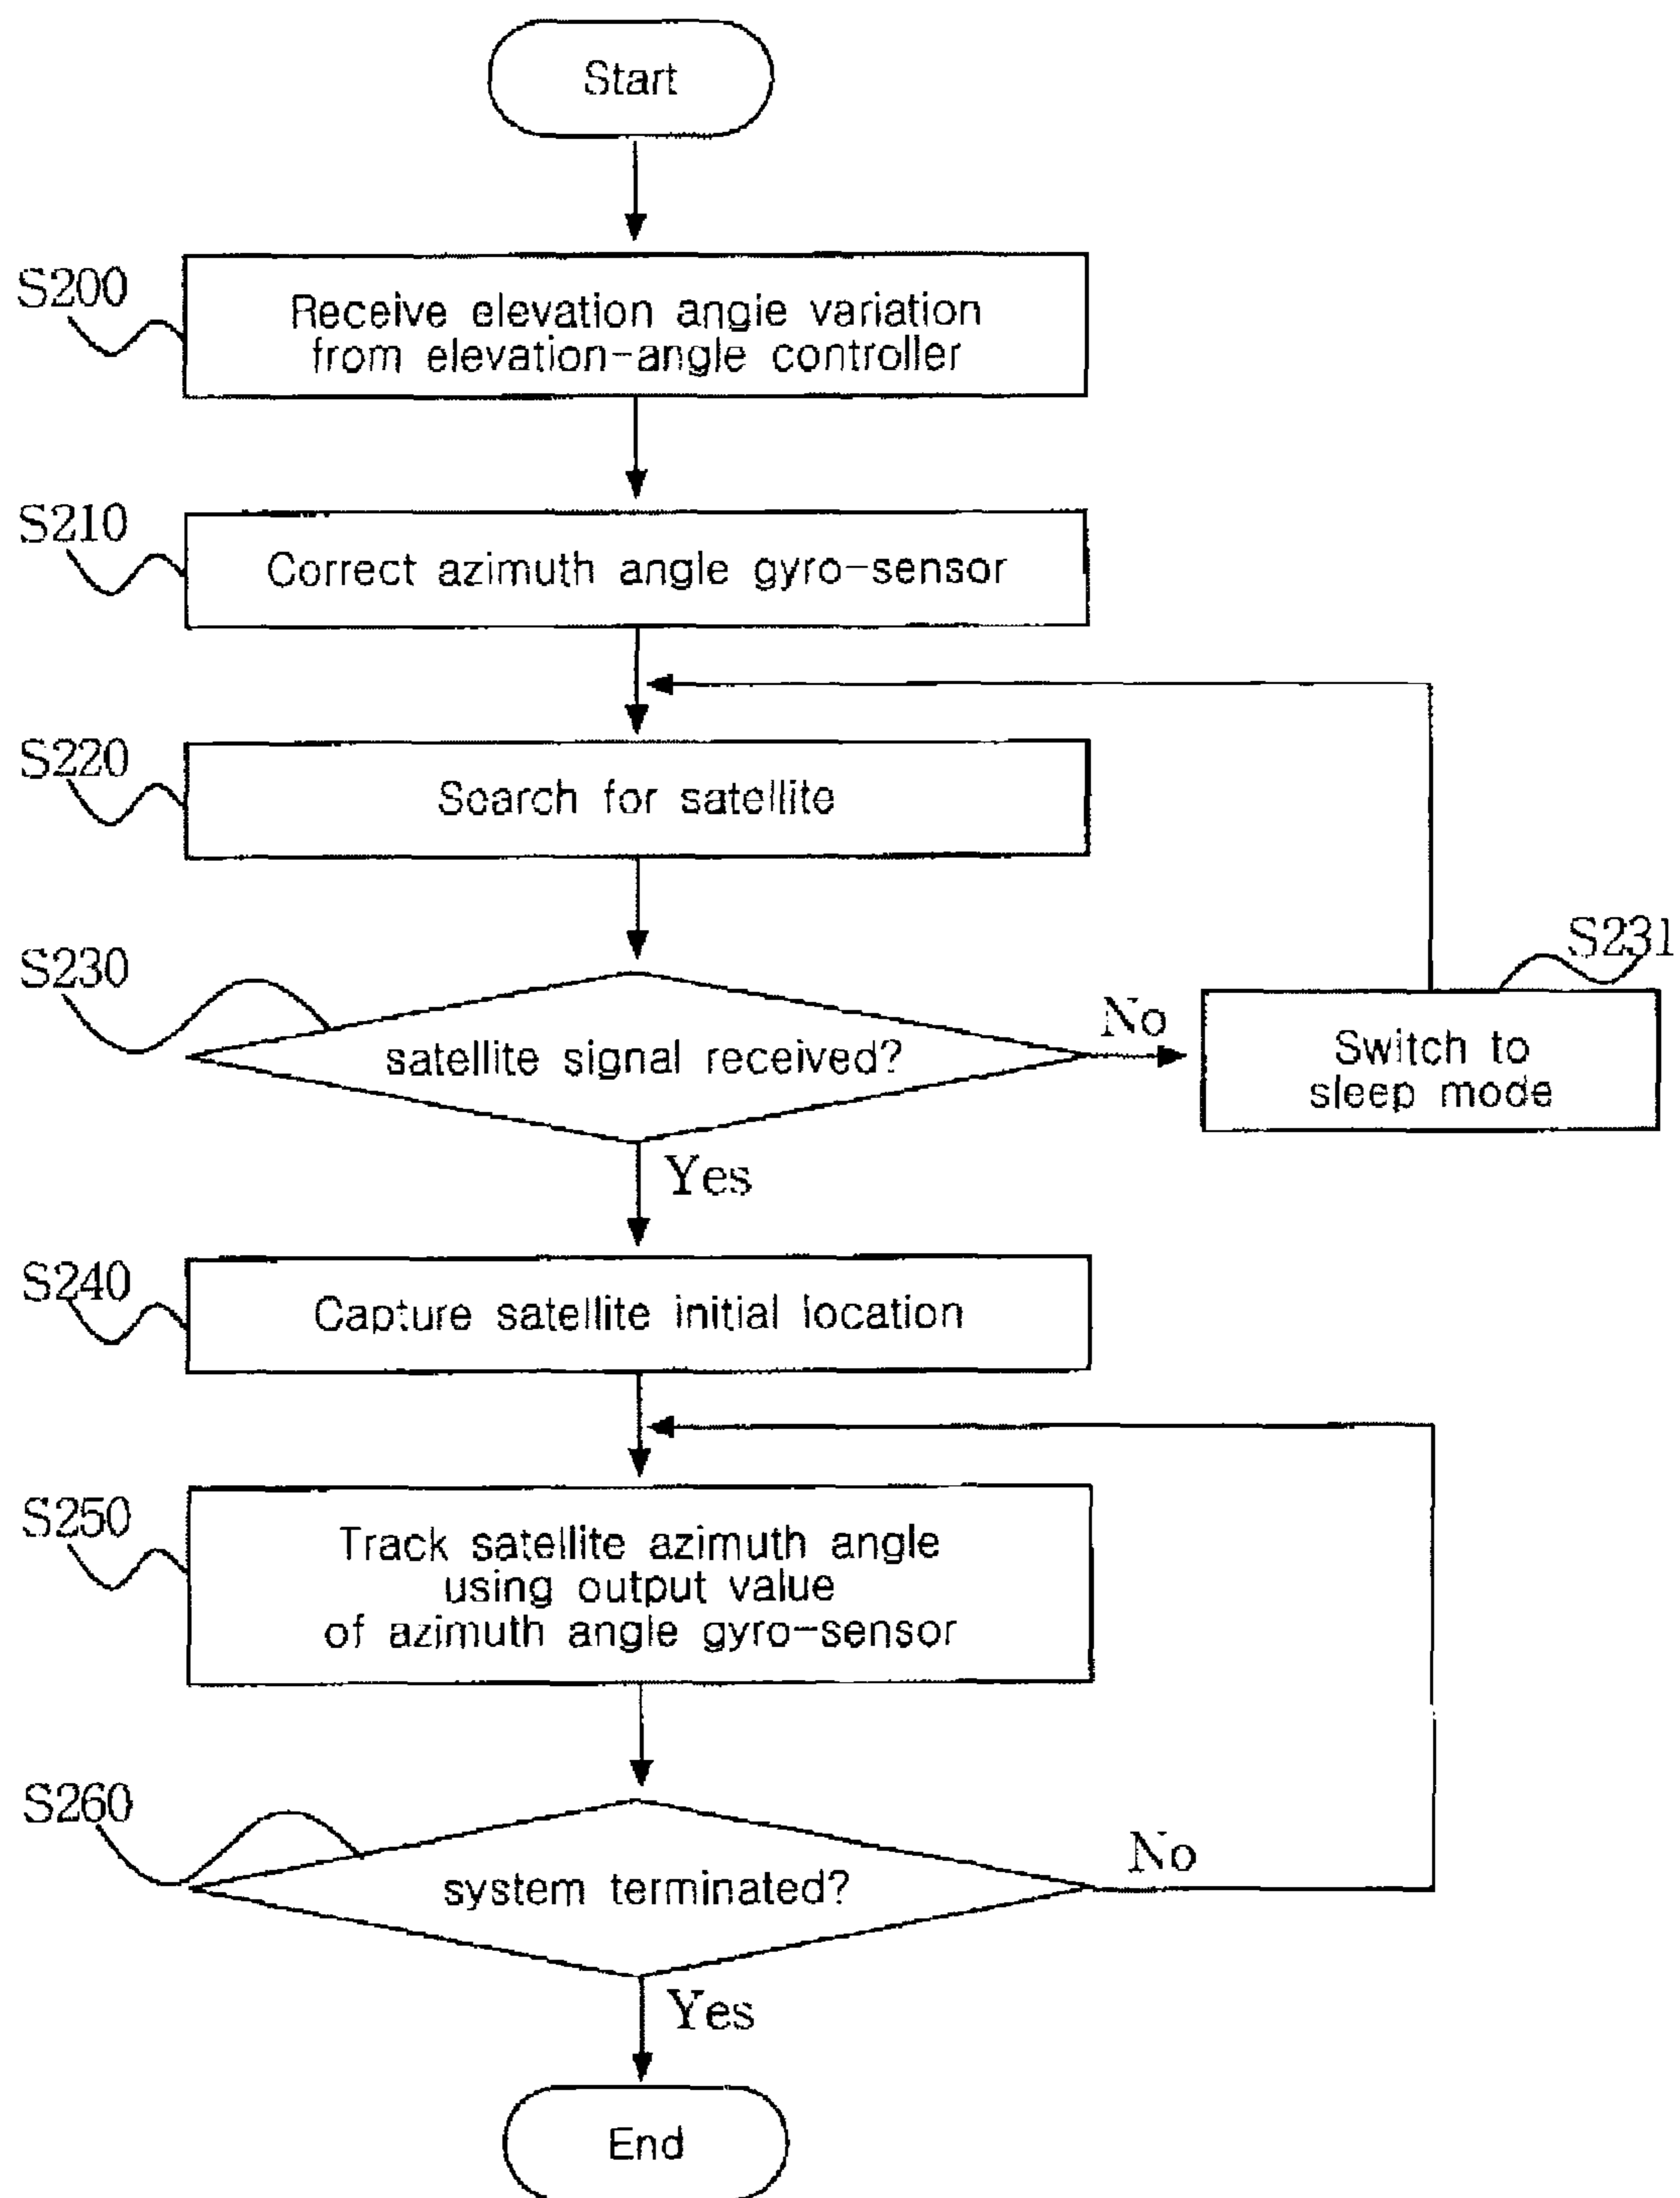 Start
S200
Receive elevation angle variation
from elevation-angle controller
S210
Correct azimuth angle gyro-sensor
S220
Search for satellite
S230
satellite signal received?
No
S231
Switch to
sleep mode
Yes
S240
Capture satellite initial location
S250
Track satellite azimuth angle
using output value
of azimuth angle gyro-sensor
S260
system terminated?
No
Yes
End